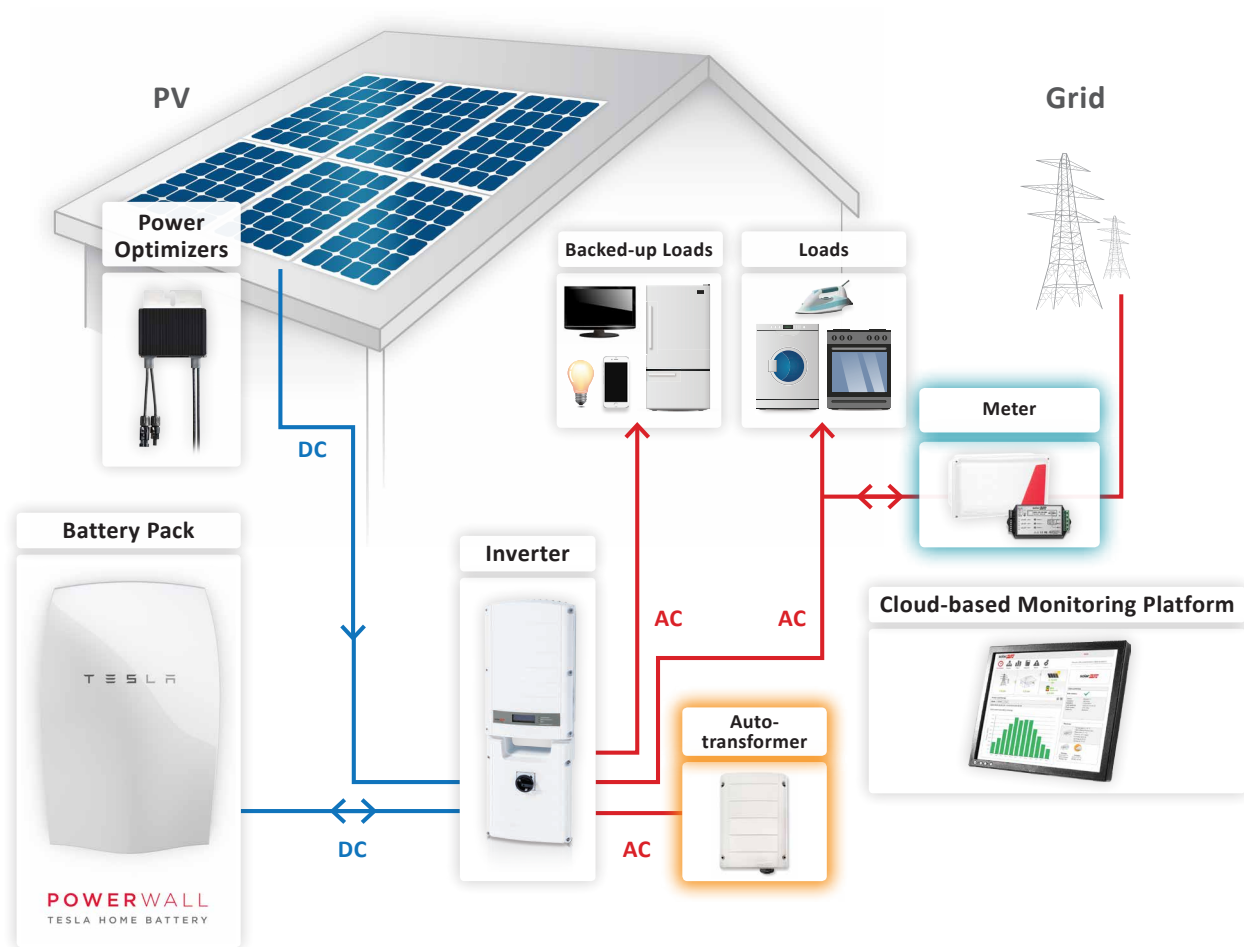 PV
Grid
Power
Optimizers
Backed-up Loads
Loads
Meter
DC
Battery Pack
Inverter
TESLA
AC
AC
Cloud-based Monitoring Platform
solaredge
Auto-
transformer
DC
AC
POWERWALL
TESLA HOME BATTERY